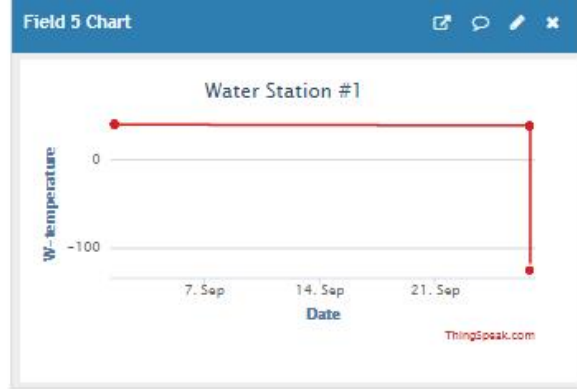 Field 5 Chart
Water Station #1
W-temperature
0
-100
7. Sep
14. Sep
21. Sep
Date
ThingSpeak.com